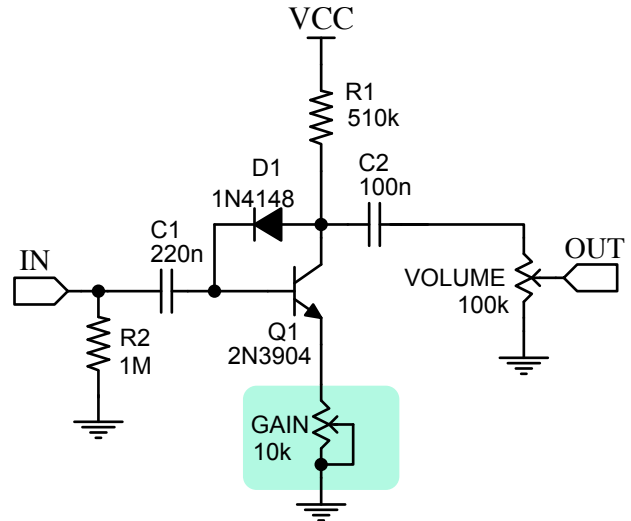 VCC
R1
510k
D1
1N4148
C2
100n
C1
220n
IN
OUT
VOLUME
100k
R2
1M
Q1
2N3904
GAIN
10k